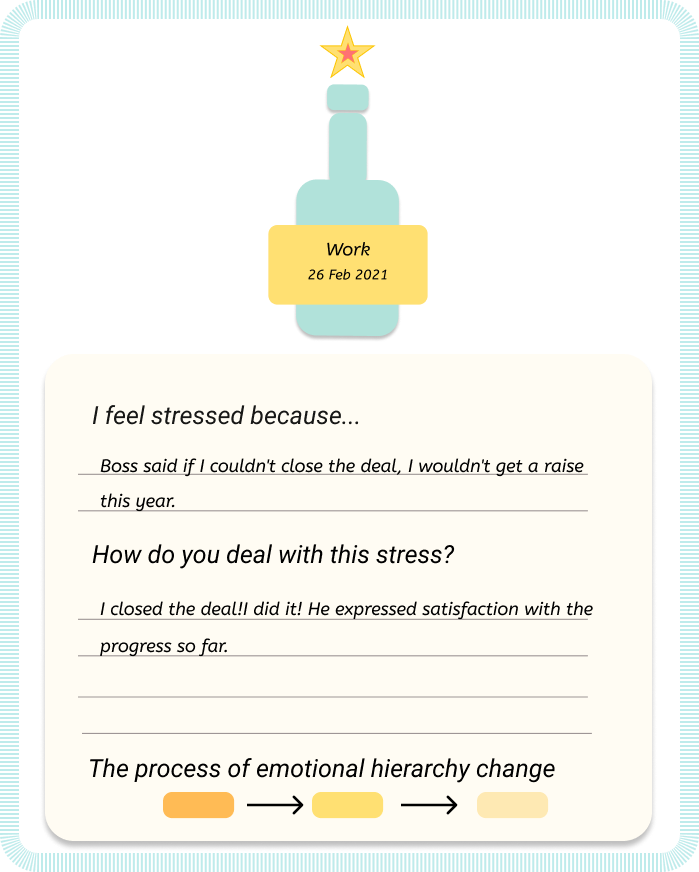 Work
26 Feb 2021
I feel stressed because...
Boss said if I couldn't close the deal, I wouldn't get a raise
this year.
How do you deal with this stress?
I closed the deal!I did it! He expressed satisfaction with the
progress so far.
The process of emotional hierarchy change